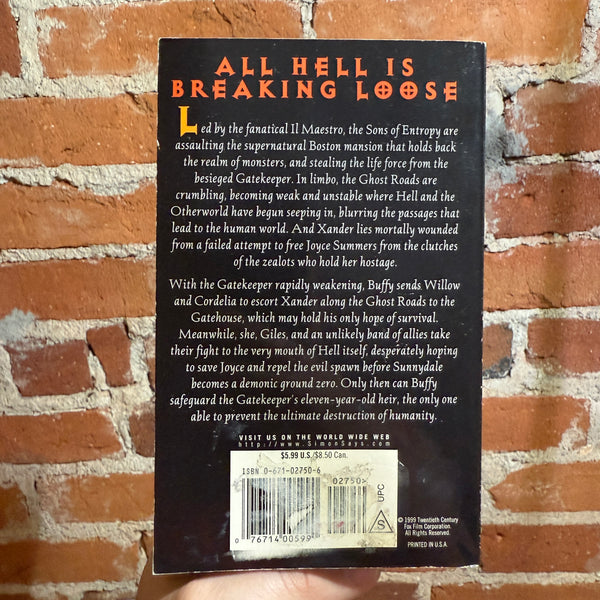 ALL HELL IS
BREAKING LOOSE
Led by the fanatical Il Maestro, the Sons of Entropy are
assaulting the supernatural Boston mansion that holds back
the realm of monsters, and stealing the life force from the
besieged Gatekeeper. In limbo, the Ghost Roads are
crumbling, becoming weak and unstable where Hell and the
Otherworld have begun seeping in, blurring the passages that
lead to the human world. And Xander lies mortally wounded
from a failed attempt to free Joyce Summers from the clutches
of the zealots who hold her hostage.
With the Gatekeeper rapidly weakening, Buffy sends Willow
and Cordelia to escort Xander along the Ghost Roads to the
Gatehouse, which may hold his only hope of survival.
Meanwhile, she, Giles, and an unlikely band of allies take
their fight to the very mouth of Hell itself, desperately hoping
to save Joyce and repel the evil spawn before Sunnydale
becomes a demonic ground zero. Only then can Buffy
safeguard the Gatekeeper's eleven-year-old heir, the only one
able to prevent the ultimate destruction of humanity.
VISIT US ON THE WORLD WIDE WEB
http://www.SimonSays.com
$5.99 U.S./$8.50 Can.
ISBN 0-671-02750-6
02750>
UPC
S
0 76714 00599
© 1999 Twentieth Century
Fox Film Corporation.
All Rights Reserved.
PRINTED IN U.S.A.